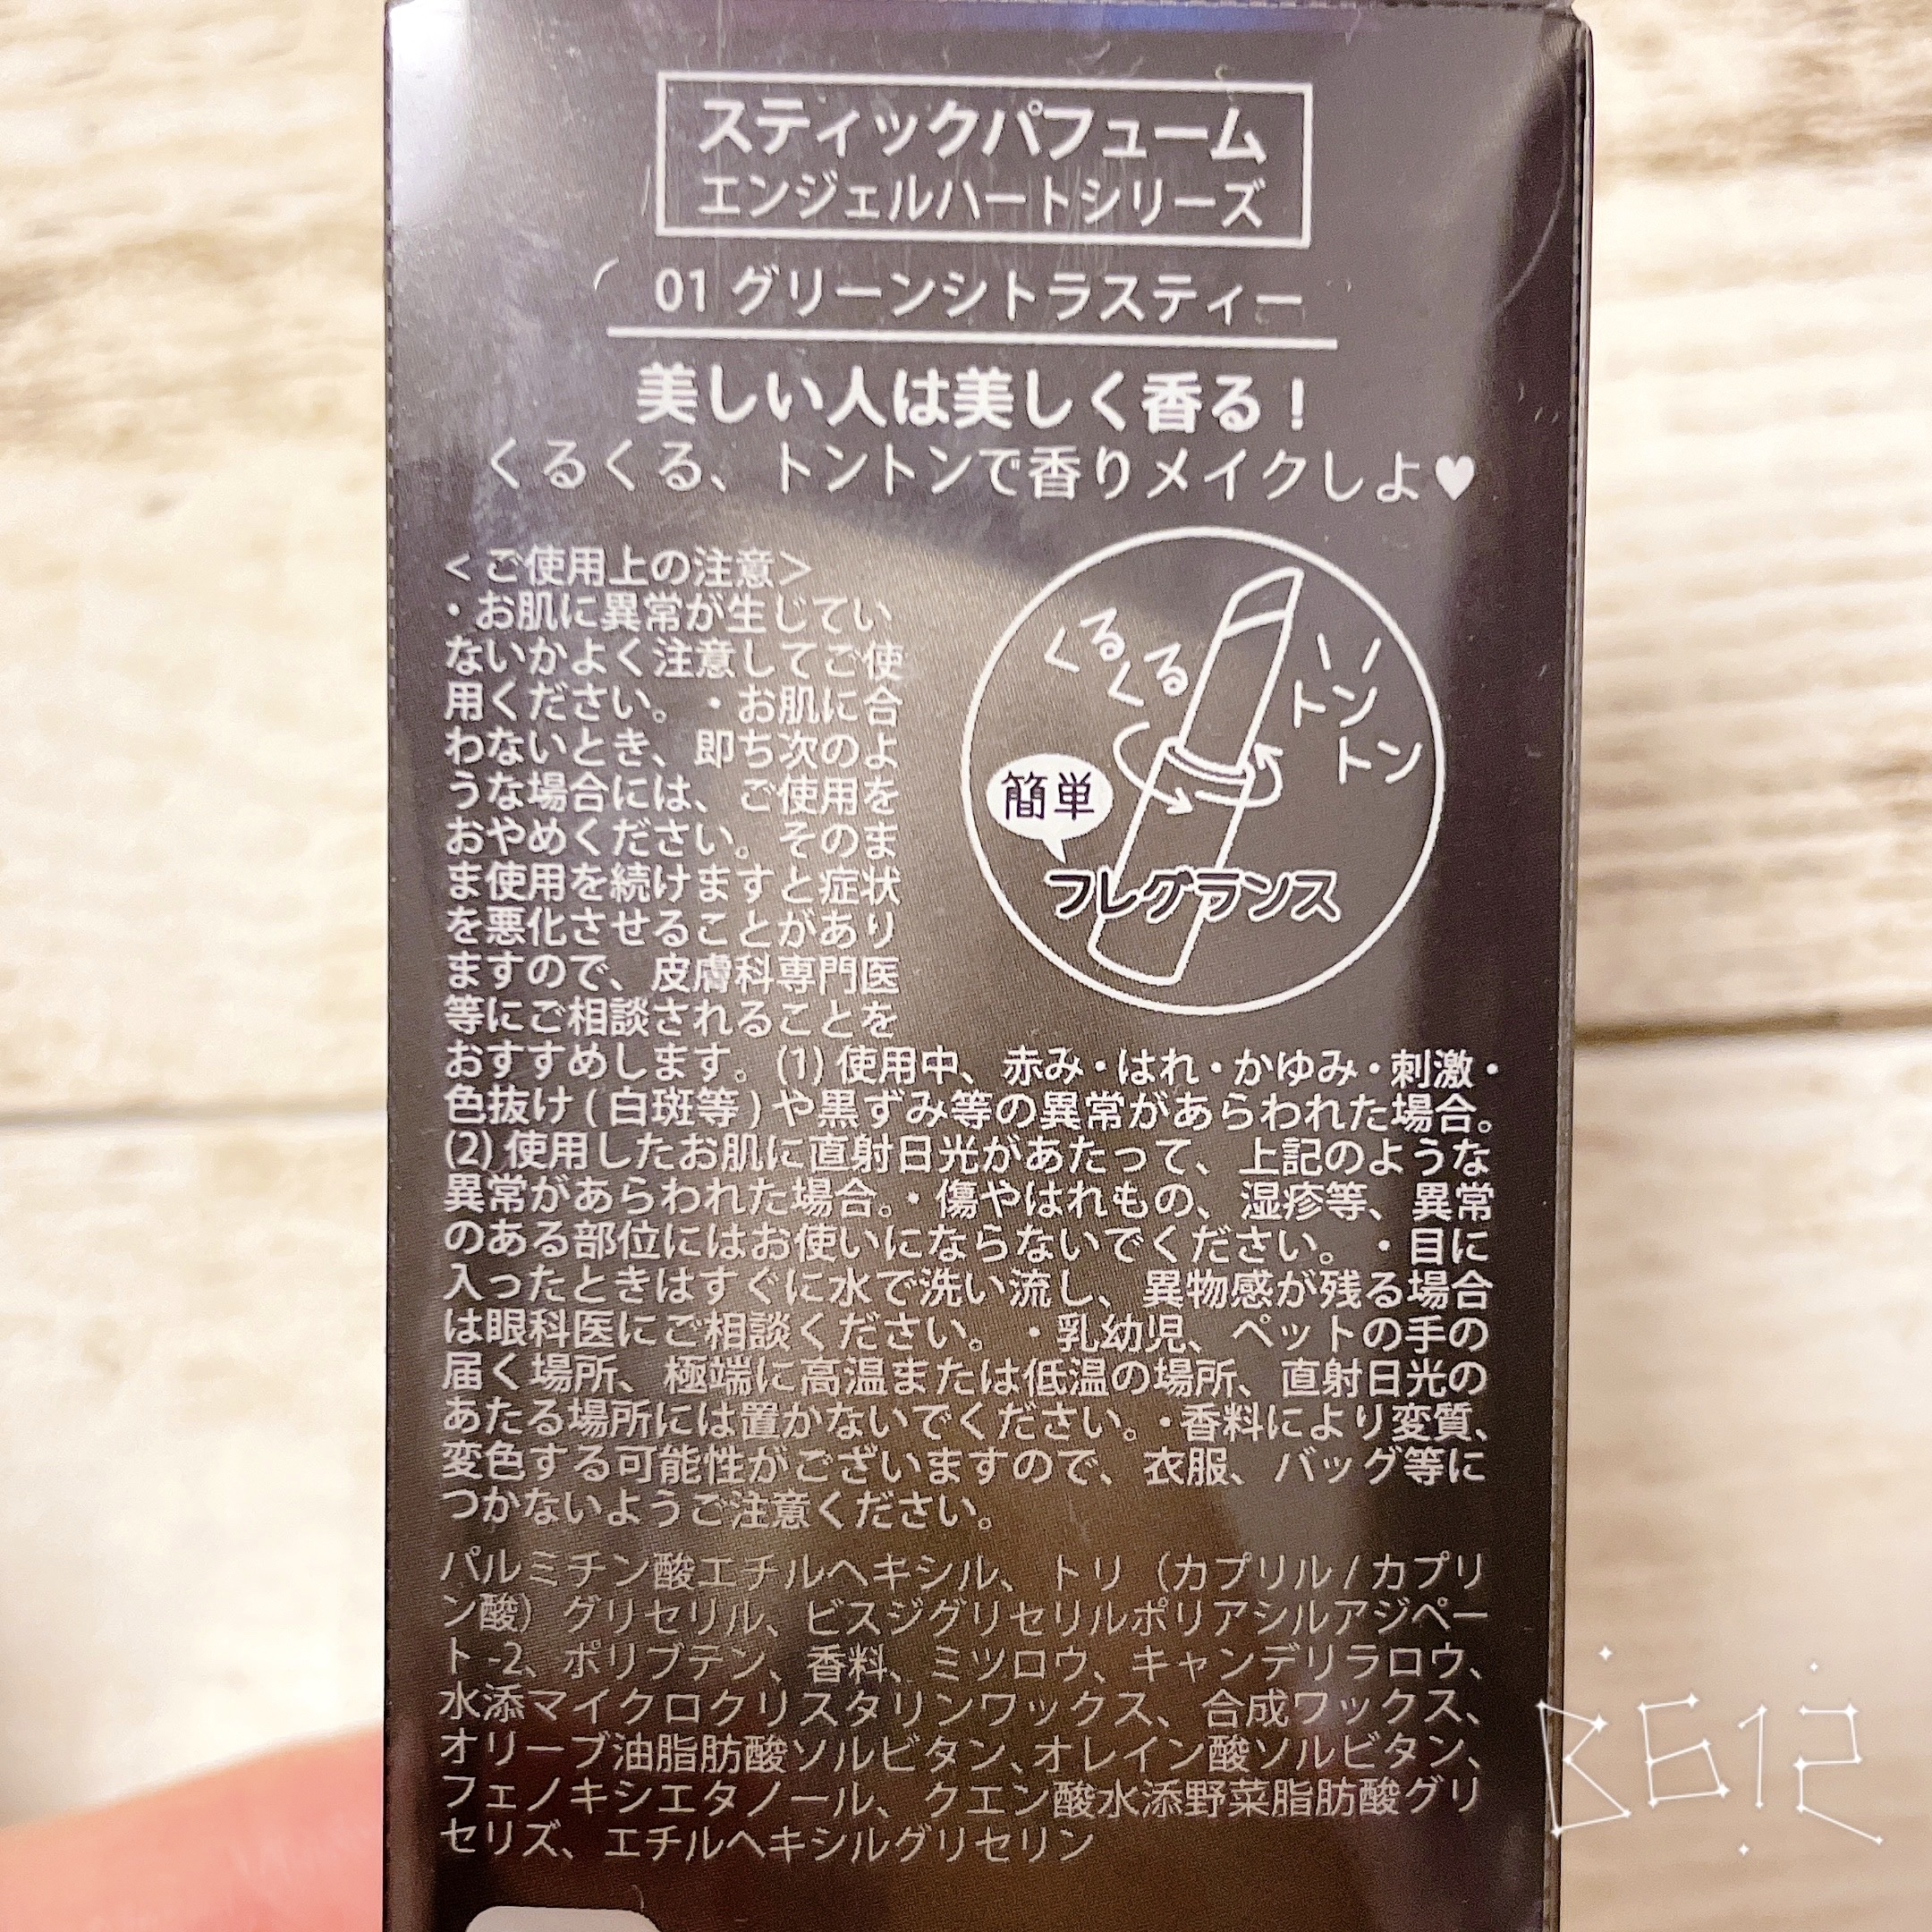 スティックパフューム
エンジェルハートシリーズ
01 グリーンシトラスティー
美しい人は美しく香る！
くるくる、トントンで香りメイクしよ♥
くるくる
トントン
簡単
フレグランス
＜ご使用上の注意＞
・お肌に異常が生じてい
ないかよく注意してご使
用ください。・お肌に合
わないとき、即ち次のよ
うな場合には、ご使用を
おやめください。そのま
ま使用を続けますと症状
を悪化させることがあり
ますので、皮膚科専門医
等にご相談されることを
おすすめします。(1) 使用中、赤み・はれ・かゆみ・刺激・
色抜け ( 白斑等 ) や黒ずみ等の異常があらわれた場合。
(2) 使用したお肌に直射日光があたって、上記のような
異常があらわれた場合。・傷やはれもの、湿疹等、異常
のある部位にはお使いにならないでください。・目に
入ったときはすぐに水で洗い流し、異物感が残る場合
は眼科医にご相談ください。・乳幼児、ペットの手の
届く場所、極端に高温または低温の場所、直射日光の
あたる場所には置かないでください。・香料により変質、
変色する可能性がございますので、衣服、バッグ等に
つかないようご注意ください。
パルミチン酸エチルヘキシル、トリ（カプリル / カプリ
ン酸）グリセリル、ビスジグリセリルポリアシルアジペー
ト -2、ポリブテン、香料、ミツロウ、キャンデリラロウ、
水添マイクロクリスタリンワックス、合成ワックス、
オリーブ油脂肪酸ソルビタン、オレイン酸ソルビタン、
フェノキシエタノール、クエン酸水添野菜脂肪酸グリ
セリズ、エチルヘキシルグリセリン
B612